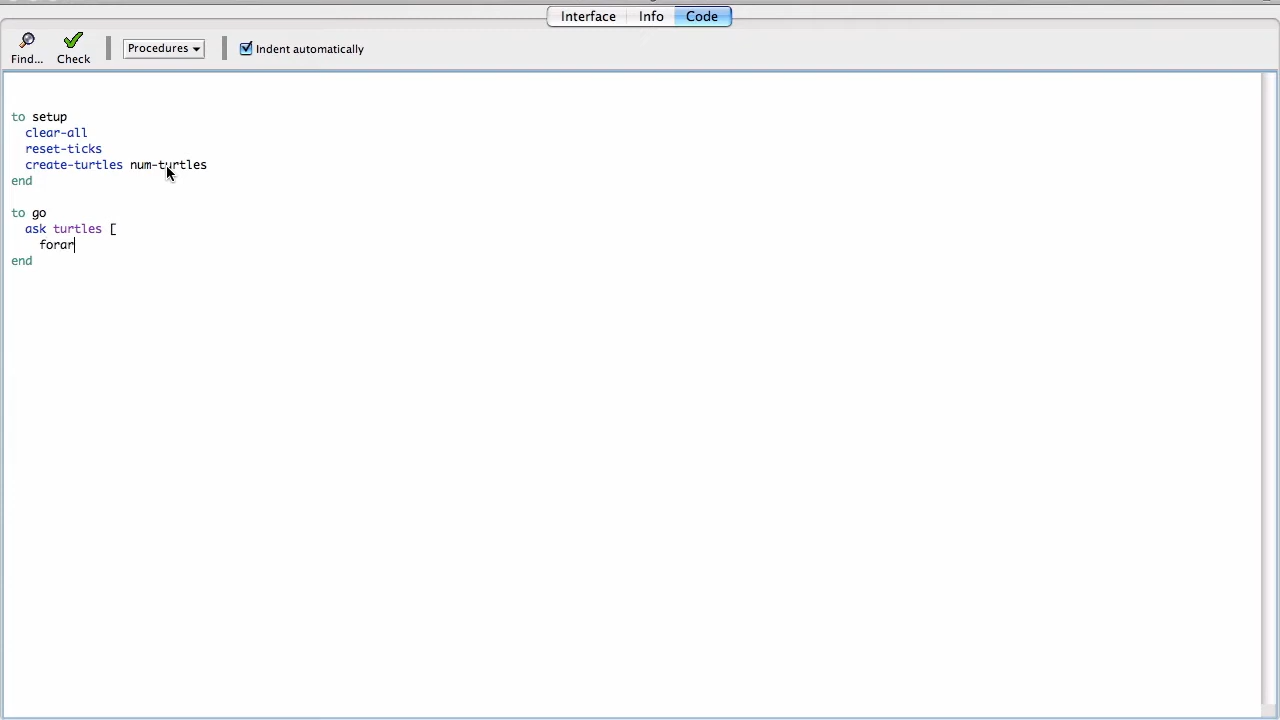 Interface Info Code
Find... Check Procedures Indent automatically
to setup
clear-all
reset-ticks
create-turtles num-turtles
end
to go
ask turtles [
forar
end